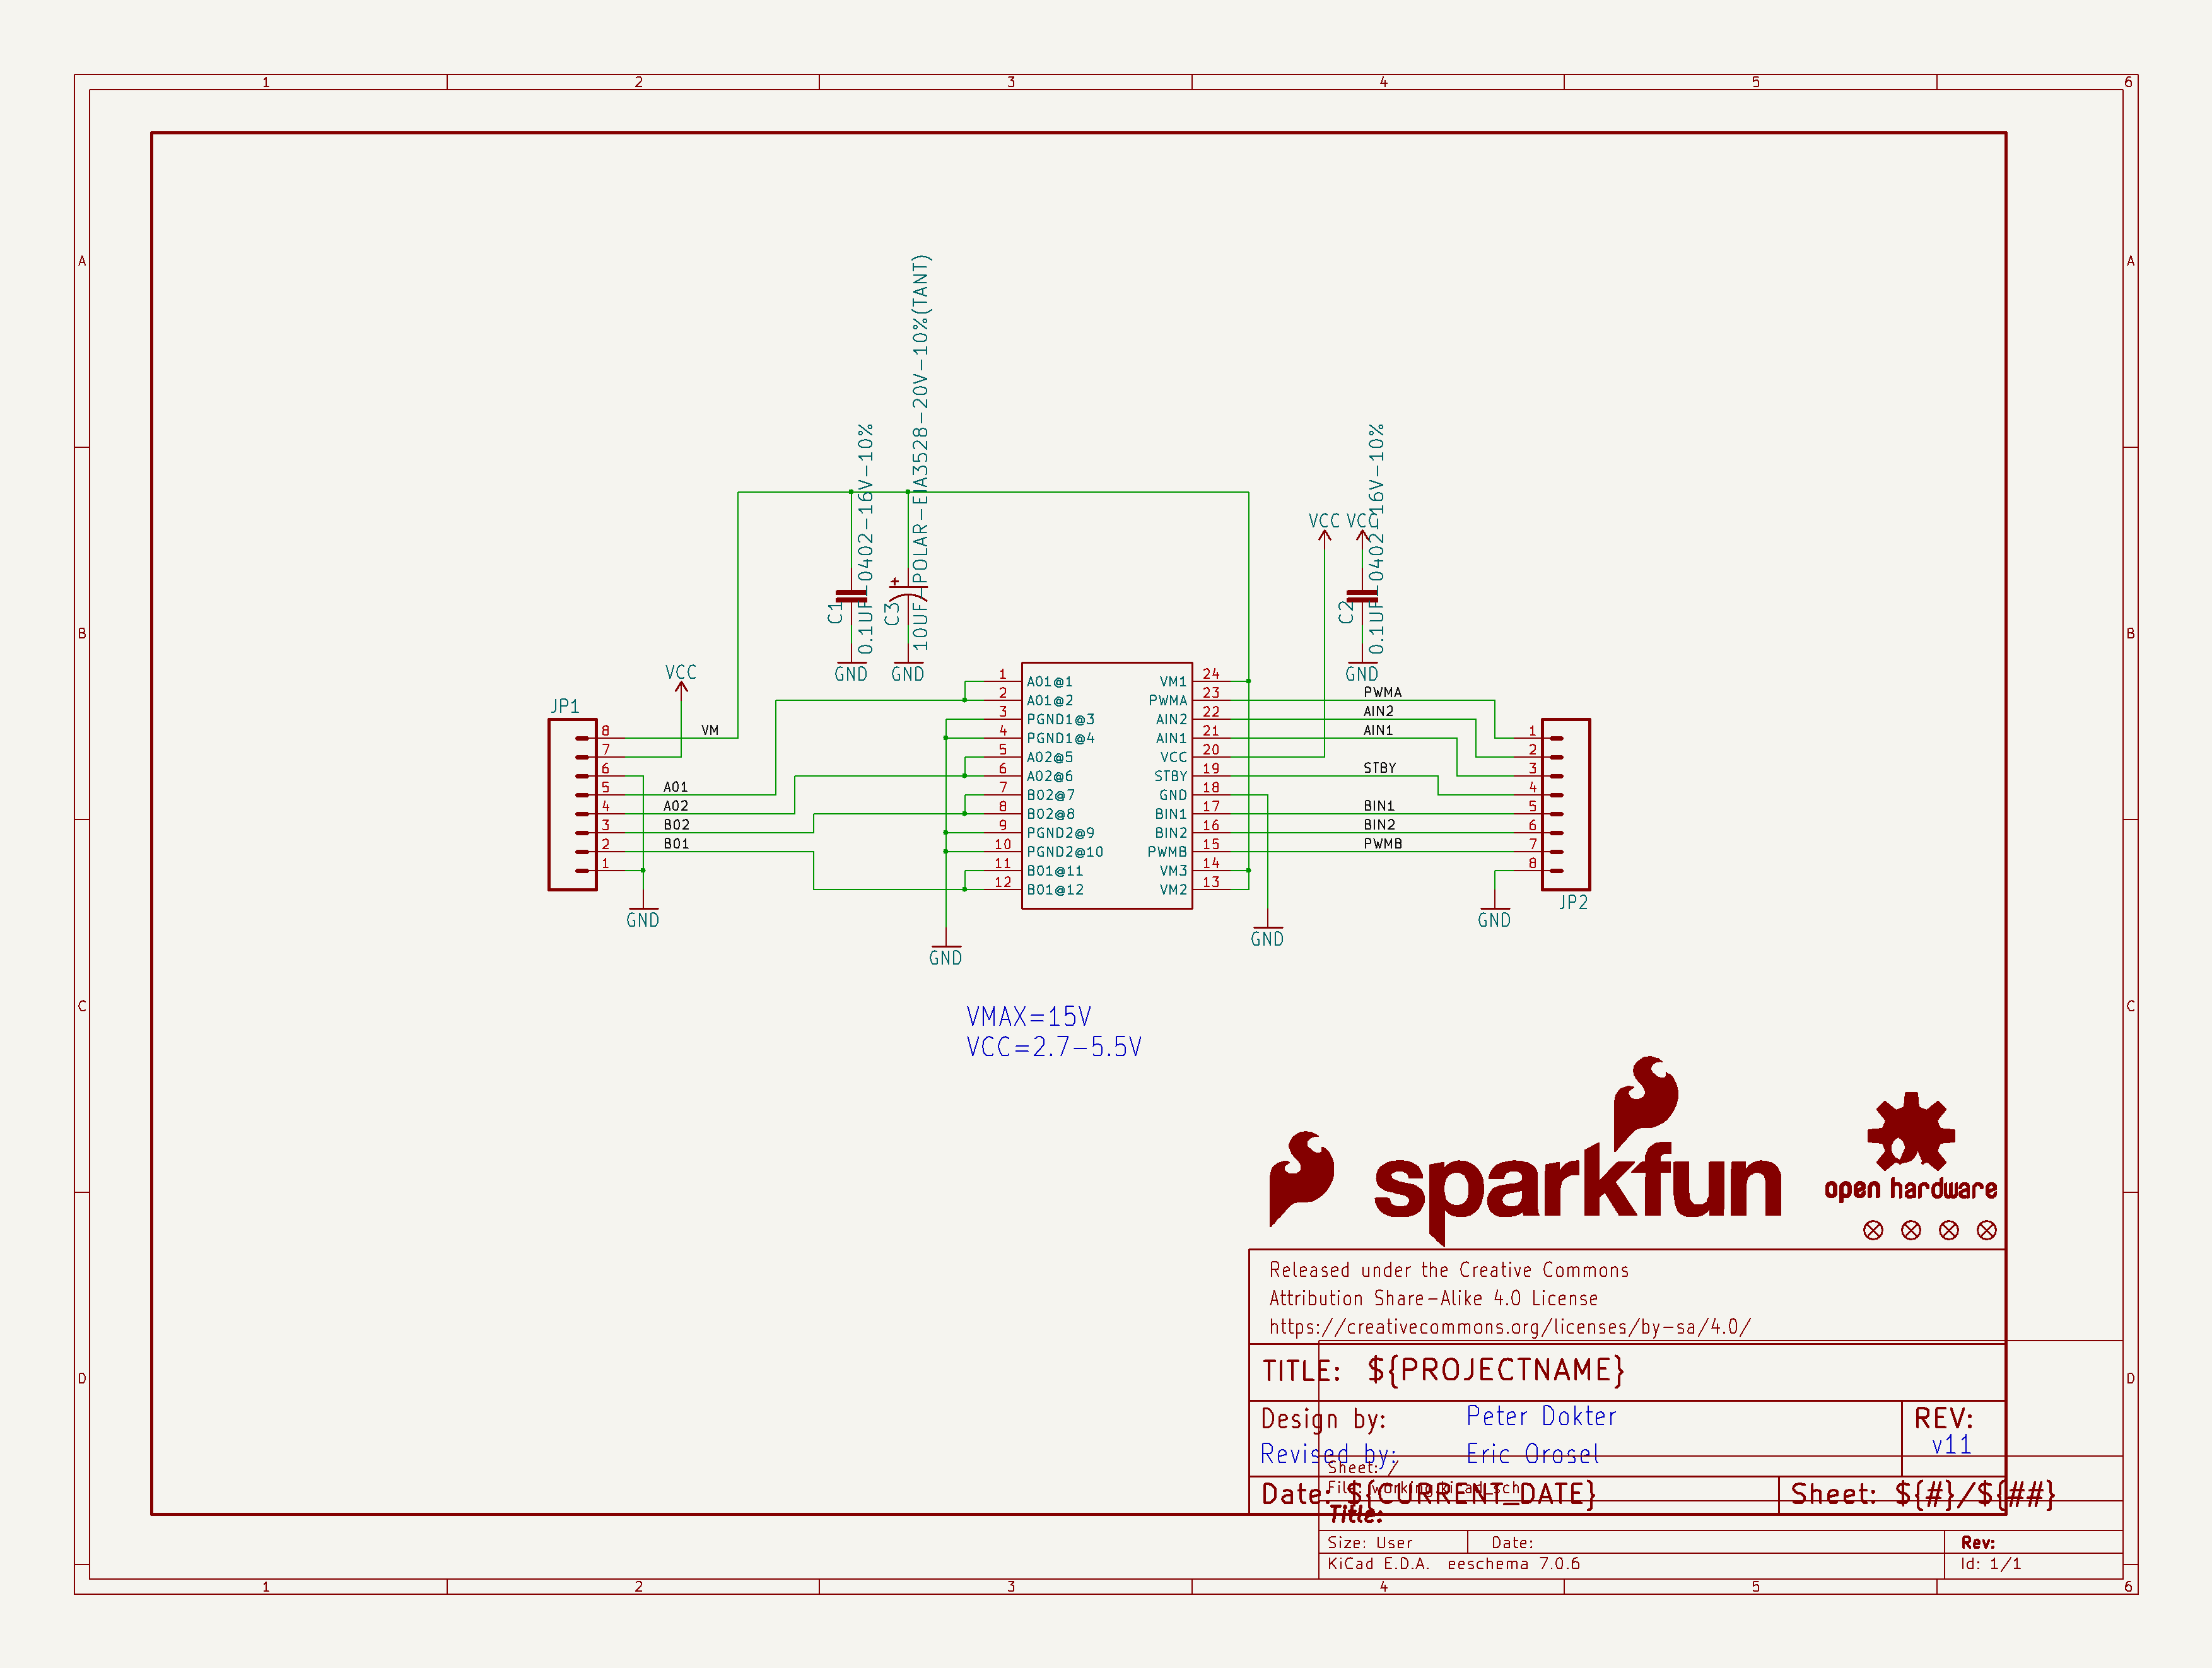 1 2 3 4 5 6
A A
B B
C C
D D
10UF-POLAR-EIA3528-20V-10%(TANT)
0.1UF-0402-16V-10%
0.1UF-0402-16V-10%
VCC VCC
C1
C3
C2
GND GND GND
VCC
JP1
8 VM
7
6
5 A01
4 A02
3 B02
2 B01
1
GND
1 A01@1 VM1 24
2 A01@2 PWMA 23
3 PGND1@3 AIN2 22
4 PGND1@4 AIN1 21
5 A02@5 VCC 20
6 A02@6 STBY 19
7 B02@7 GND 18
8 B02@8 BIN1 17
9 PGND2@9 BIN2 16
10 PGND2@10 PWMB 15
11 B01@11 VM3 14
12 B01@12 VM2 13
GND
GND
PWMA
AIN2
AIN1
STBY
BIN1
BIN2
PWMB
1
2
3
4
5
6
7
8
JP2
GND
VMAX=15V
VCC=2.7-5.5V
sparkfun
open hardware
Released under the Creative Commons
Attribution Share-Alike 4.0 License
https://creativecommons.org/licenses/by-sa/4.0/
TITLE: ${PROJECTNAME}
Design by: Peter Dokter
REV:
v11
Revised by: Eric Orosel
Sheet: /
File: working.kicad_sch
Date: ${CURRENT_DATE}
Sheet: ${#}/${##}
Title:
Size: User Date: Rev:
KiCad E.D.A. eeschema 7.0.6 Id: 1/1
1 2 3 4 5 6